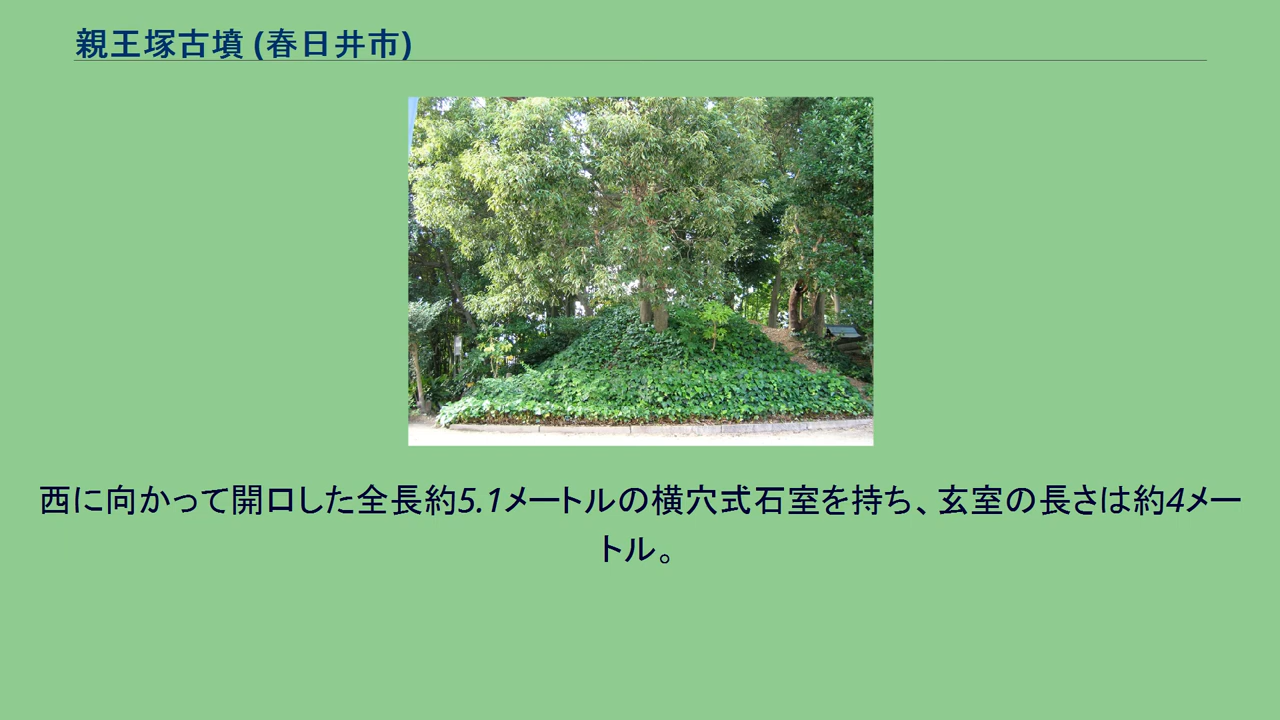 親王塚古墳 (春日井市)
西に向かって開口した全長約5.1メートルの横穴式石室を持ち、玄室の長さは約4メー
トル。